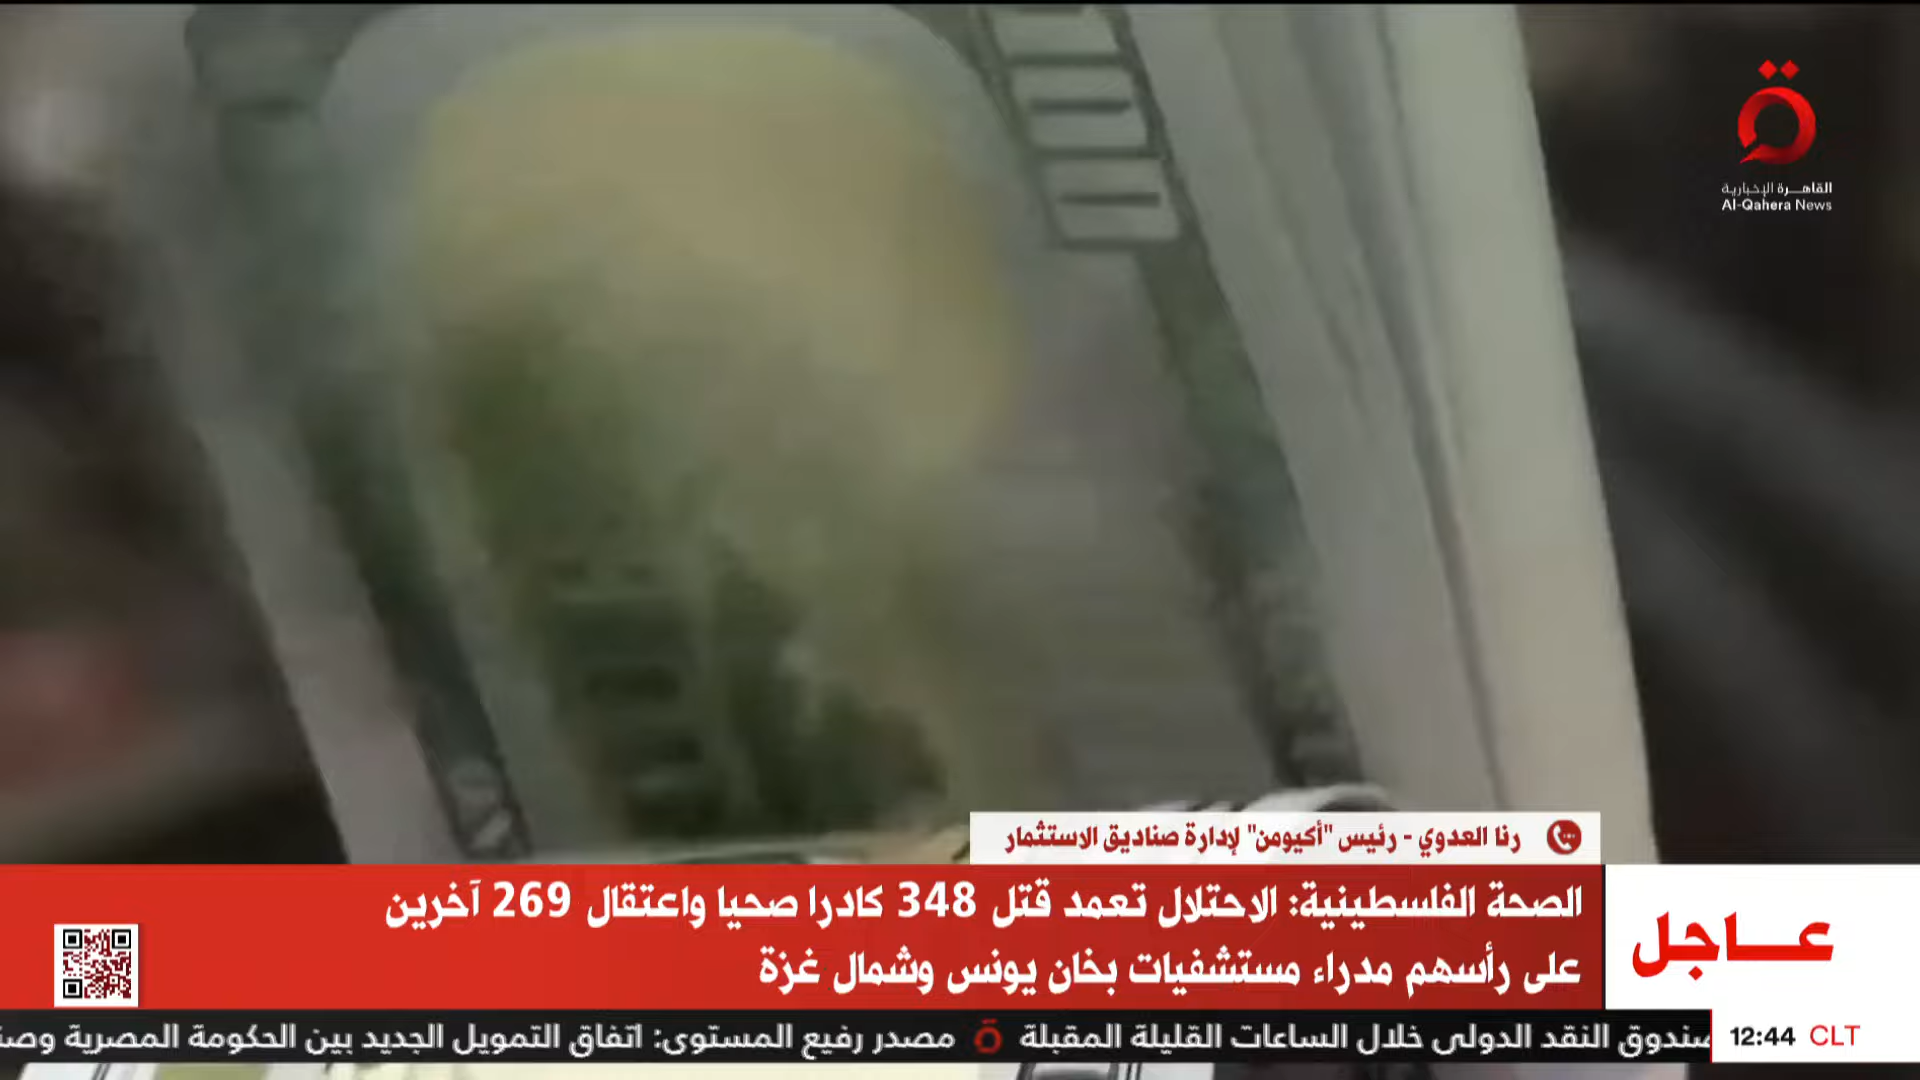 القاهرة الإخبارية
Al-Qahera News
رنا العدوي - رئيس "أكيومن" لإدارة صناديق الاستثمار
عاجل
الصحة الفلسطينية: الاحتلال تعمد قتل 348 كادرا صحيا واعتقال 269 آخرين
على رأسهم مدراء مستشفيات بخان يونس وشمال غزة
12:44 CLT
صندوق النقد الدولى خلال الساعات القليلة المقبلة مصدر رفيع المستوى: اتفاق التمويل الجديد بين الحكومة المصرية